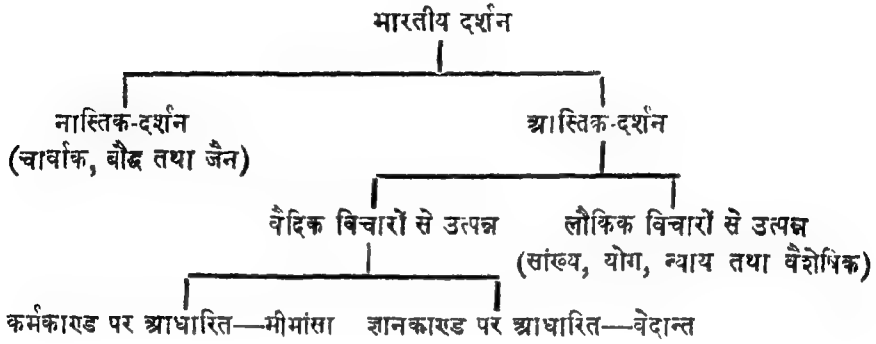 भारतीय दर्शन
नास्तिक-दर्शन आस्तिक-दर्शन
(चार्वाक, बौद्ध तथा जैन)
वैदिक विचारों से उत्पन्न लौकिक विचारों से उत्पन्न
(सांख्य, योग, न्याय तथा वैशेषिक)
कर्मकाण्ड पर आधारित—मीमांसा ज्ञानकाण्ड पर आधारित—वेदान्त